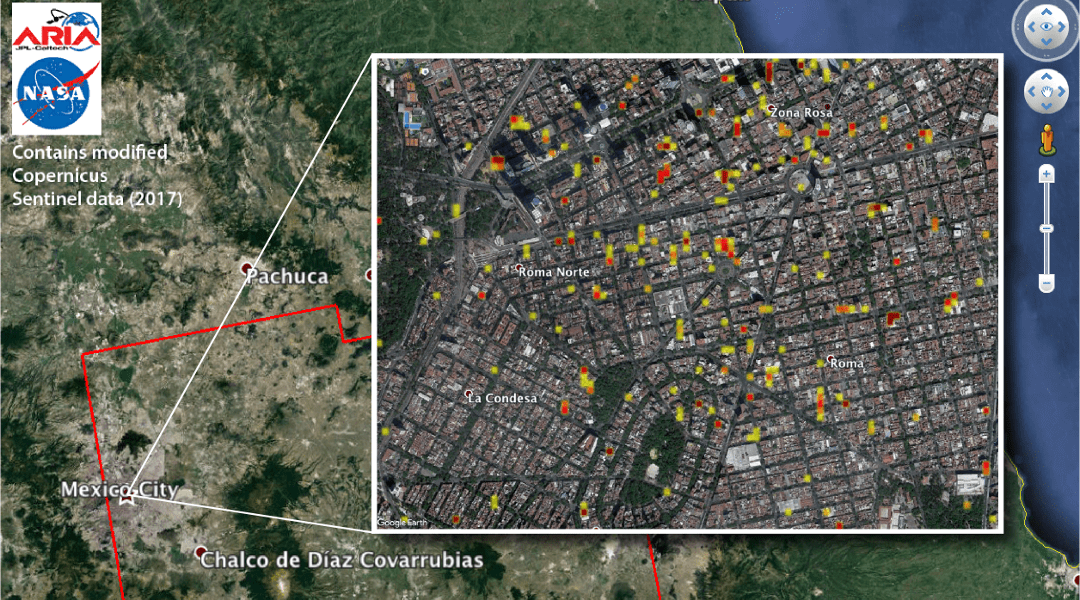 ARIA
JPL-Caltech
NASA
Contains modified
Copernicus
Sentinel data (2017)
Zona Rosa
Pachuca
Roma Norte
Roma
La Condesa
Mexico City
Google Earth
Chalco de Díaz Covarrubias